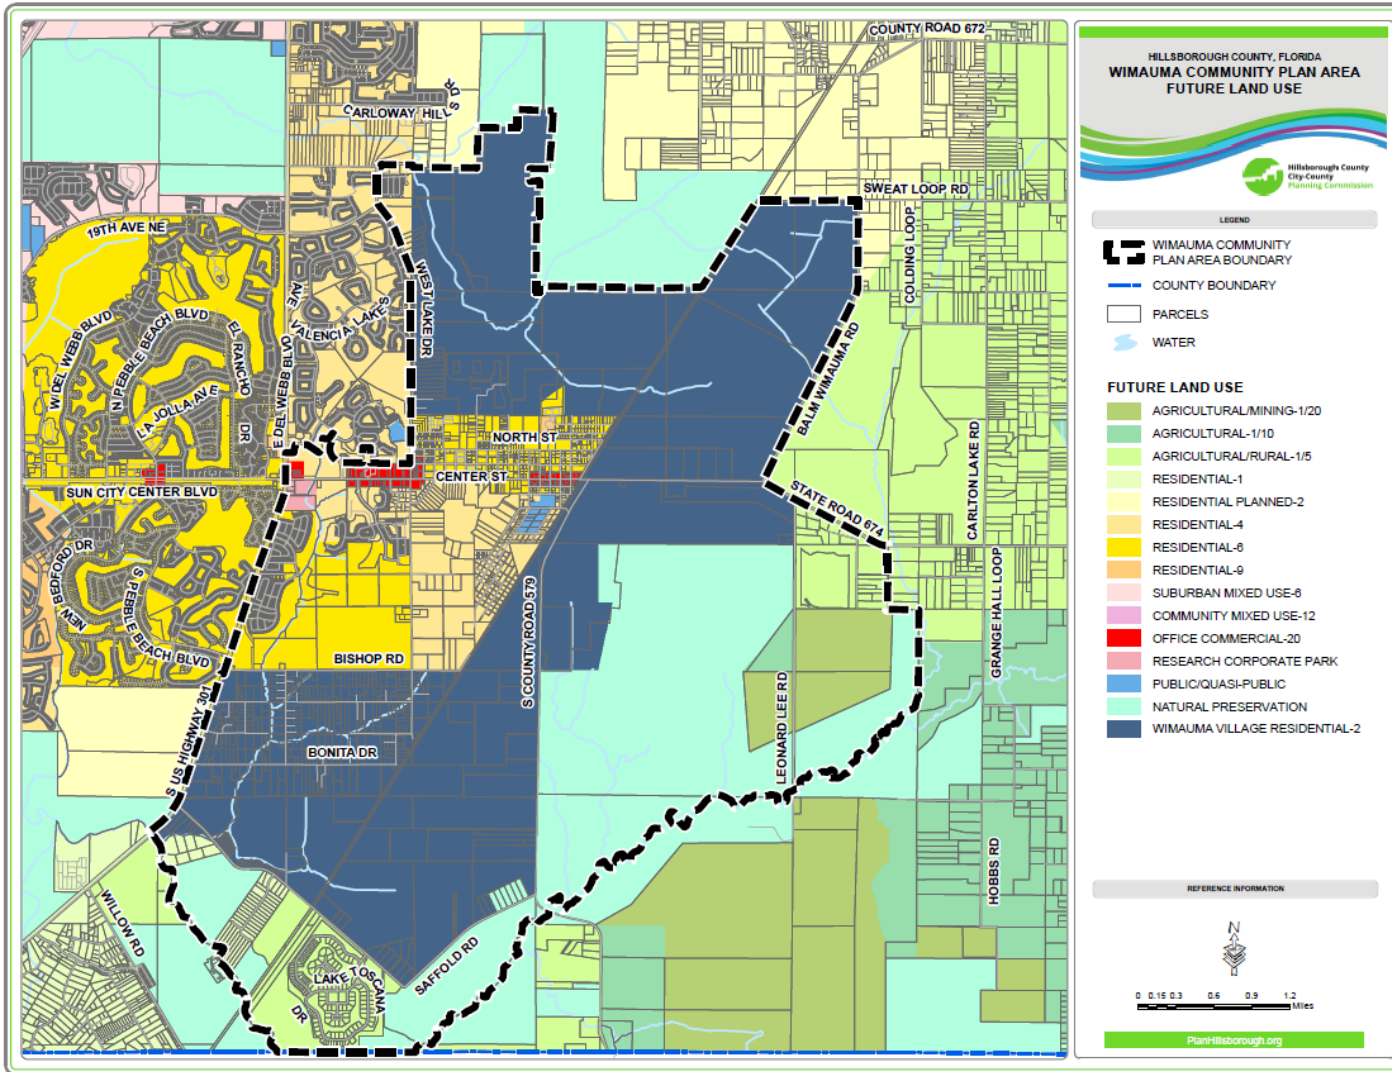 COUNTY ROAD 672
CARLOWAY HILLS DR
SWEAT LOOP RD
19TH AVE NE
COLDING LOOP
WEST LAKE DR
AVE
VALENCIA LAKES
W DEL WEBB BLVD
N PEBBLE BEACH BLVD
EL RANCHO
DR
LA JOLLA AVE
E DEL WEBB BLVD
BALM WIMAUMA RD
NORTH ST
CENTER ST
SUN CITY CENTER BLVD
STATE ROAD 674
CARLTON LAKE RD
NEW BEDFORD DR
S PEBBLE BEACH BLVD
GRANGE HALL LOOP
S COUNTY ROAD 579
BISHOP RD
S US HIGHWAY 301
BONITA DR
LEONARD LEE RD
HOBBS RD
WILLOW RD
SAFFOLD RD
LAKE TOSCANA
DR
HILLSBOROUGH COUNTY, FLORIDA
WIMAUMA COMMUNITY PLAN AREA
FUTURE LAND USE
Hillsborough County
City-County
Planning Commission
LEGEND
WIMAUMA COMMUNITY
PLAN AREA BOUNDARY
COUNTY BOUNDARY
PARCELS
WATER
FUTURE LAND USE
AGRICULTURAL/MINING-1/20
AGRICULTURAL-1/10
AGRICULTURAL/RURAL-1/5
RESIDENTIAL-1
RESIDENTIAL PLANNED-2
RESIDENTIAL-4
RESIDENTIAL-6
RESIDENTIAL-9
SUBURBAN MIXED USE-6
COMMUNITY MIXED USE-12
OFFICE COMMERCIAL-20
RESEARCH CORPORATE PARK
PUBLIC/QUASI-PUBLIC
NATURAL PRESERVATION
WIMAUMA VILLAGE RESIDENTIAL-2
REFERENCE INFORMATION
N
0 0.15 0.3 0.6 0.9 1.2
Miles
PlanHillsborough.org